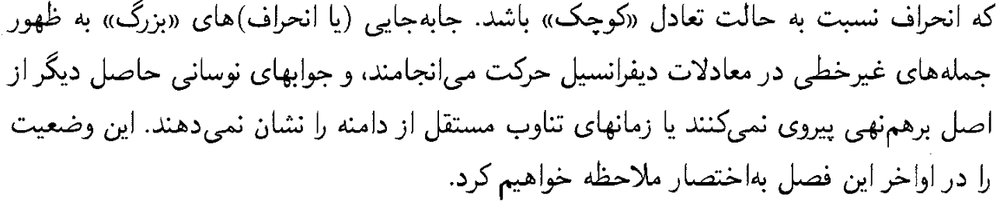 که انحراف نسبت به حالت تعادل «کوچک» باشد. جابه‌جایی (یا انحراف)های «بزرگ» به ظهور
جمله‌های غیرخطی در معادلات دیفرانسیل حرکت می‌انجامند، و جوابهای نوسانی حاصل دیگر از
اصل برهم‌نهی پیروی نمی‌کنند یا زمانهای تناوب مستقل از دامنه را نشان نمی‌دهند. این وضعیت
را در اواخر این فصل به‌اختصار ملاحظه خواهیم کرد.